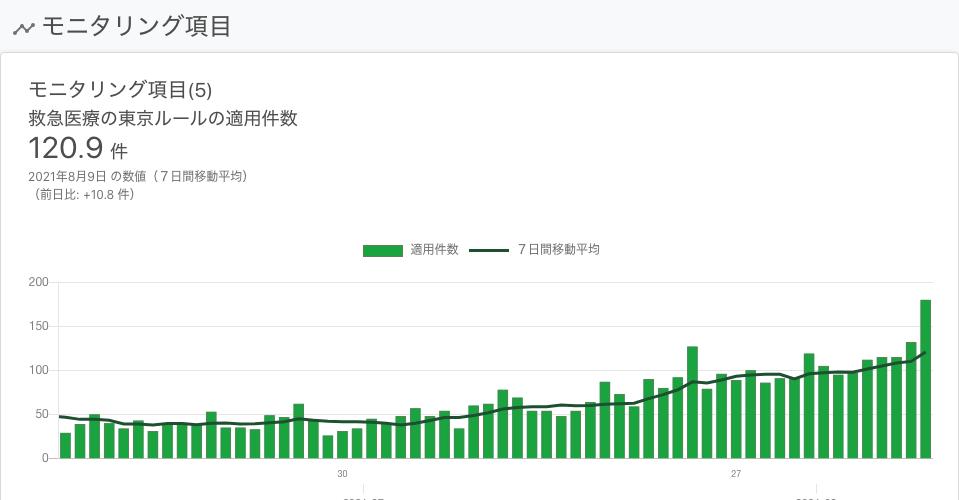 モニタリング項目
モニタリング項目(5)
救急医療の東京ルールの適用件数
120.9 件
2021年8月9日 の数値（７日間移動平均）
（前日比: +10.8 件）
適用件数 ７日間移動平均
200
150
100
50
0
30 27